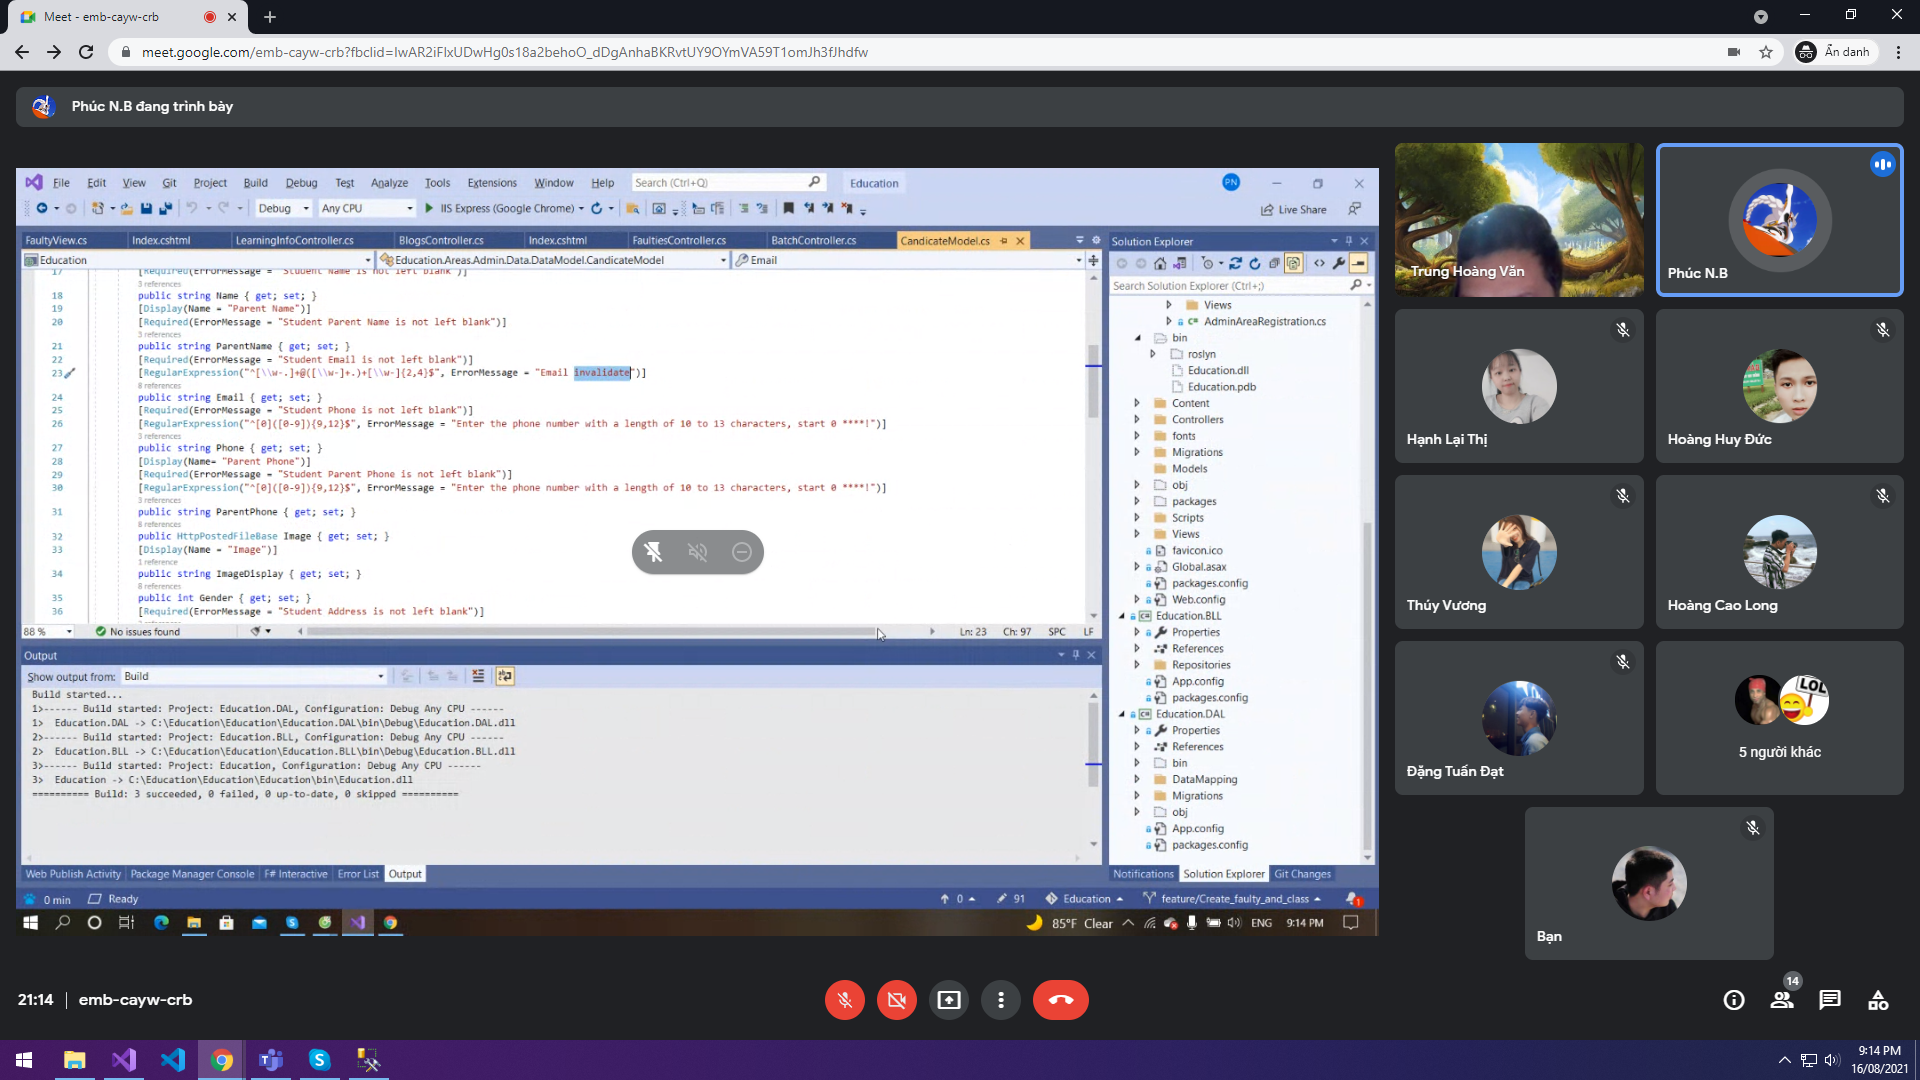 Meet - emb-cayw-crb
meet.google.com/emb-cayw-crb?fbclid=IwAR2iFlxUDwHg0s18a2behoO_dDgAnhaBKRvtUY9OYmVA59T1omJh3fJhdfw
Ẩn danh
Phúc N.B đang trình bày
File Edit View Git Project Build Debug Test Analyze Tools Extensions Window Help Search (Ctrl+Q) Education PN
Debug Any CPU IIS Express (Google Chrome) Live Share
FaultyView.cs Index.cshtml LearningInfoController.cs BlogsController.cs Index.cshtml FaultiesController.cs BatchController.cs CandicateModel.cs
Education Education.Areas.Admin.Data.DataModel.CandicateModel Email
17 [Required(ErrorMessage = "Student Name is not left blank")]
3 references
18 public string Name { get; set; }
19 [Display(Name = "Parent Name")]
20 [Required(ErrorMessage = "Student Parent Name is not left blank")]
3 references
21 public string ParentName { get; set; }
22 [Required(ErrorMessage = "Student Email is not left blank")]
23 [RegularExpression("^[\\w-.]+@([\\w-]+.)+[\\w-]{2,4}$", ErrorMessage = "Email invalidate")]
8 references
24 public string Email { get; set; }
25 [Required(ErrorMessage = "Student Phone is not left blank")]
26 [RegularExpression("^[0]([0-9]){9,12}$", ErrorMessage = "Enter the phone number with a length of 10 to 13 characters, start 0 ****!")]
3 references
27 public string Phone { get; set; }
28 [Display(Name= "Parent Phone")]
29 [Required(ErrorMessage = "Student Parent Phone is not left blank")]
30 [RegularExpression("^[0]([0-9]){9,12}$", ErrorMessage = "Enter the phone number with a length of 10 to 13 characters, start 0 ****!")]
3 references
31 public string ParentPhone { get; set; }
8 references
32 public HttpPostedFileBase Image { get; set; }
33 [Display(Name = "Image")]
1 reference
34 public string ImageDisplay { get; set; }
8 references
35 public int Gender { get; set; }
36 [Required(ErrorMessage = "Student Address is not left blank")]
88 % No issues found Ln: 23 Ch: 97 SPC LF
Output
Show output from: Build
Build started...
1>------ Build started: Project: Education.DAL, Configuration: Debug Any CPU ------
1> Education.DAL -> C:\Education\Education\Education.DAL\bin\Debug\Education.DAL.dll
2>------ Build started: Project: Education.BLL, Configuration: Debug Any CPU ------
2> Education.BLL -> C:\Education\Education\Education.BLL\bin\Debug\Education.BLL.dll
3>------ Build started: Project: Education, Configuration: Debug Any CPU ------
3> Education -> C:\Education\Education\Education\bin\Education.dll
========== Build: 3 succeeded, 0 failed, 0 up-to-date, 0 skipped ==========
Web Publish Activity Package Manager Console F# Interactive Error List Output
Solution Explorer
Search Solution Explorer (Ctrl+;)
Views
AdminAreaRegistration.cs
bin
roslyn
Education.dll
Education.pdb
Content
Controllers
fonts
Migrations
Models
obj
packages
Scripts
Views
favicon.ico
Global.asax
packages.config
Web.config
Education.BLL
Properties
References
Repositories
App.config
packages.config
Education.DAL
Properties
References
bin
DataMapping
Migrations
obj
App.config
packages.config
Notifications Solution Explorer Git Changes
0 min Ready 0 91 Education feature/Create_faulty_and_class 1
85°F Clear ENG 9:14 PM
Trung Hoàng Văn
Phúc N.B
Hạnh Lại Thị
Hoàng Huy Đức
Thúy Vương
Hoàng Cao Long
Đặng Tuấn Đạt
LOL
5 người khác
Bạn
21:14 | emb-cayw-crb
14
9:14 PM
16/08/2021